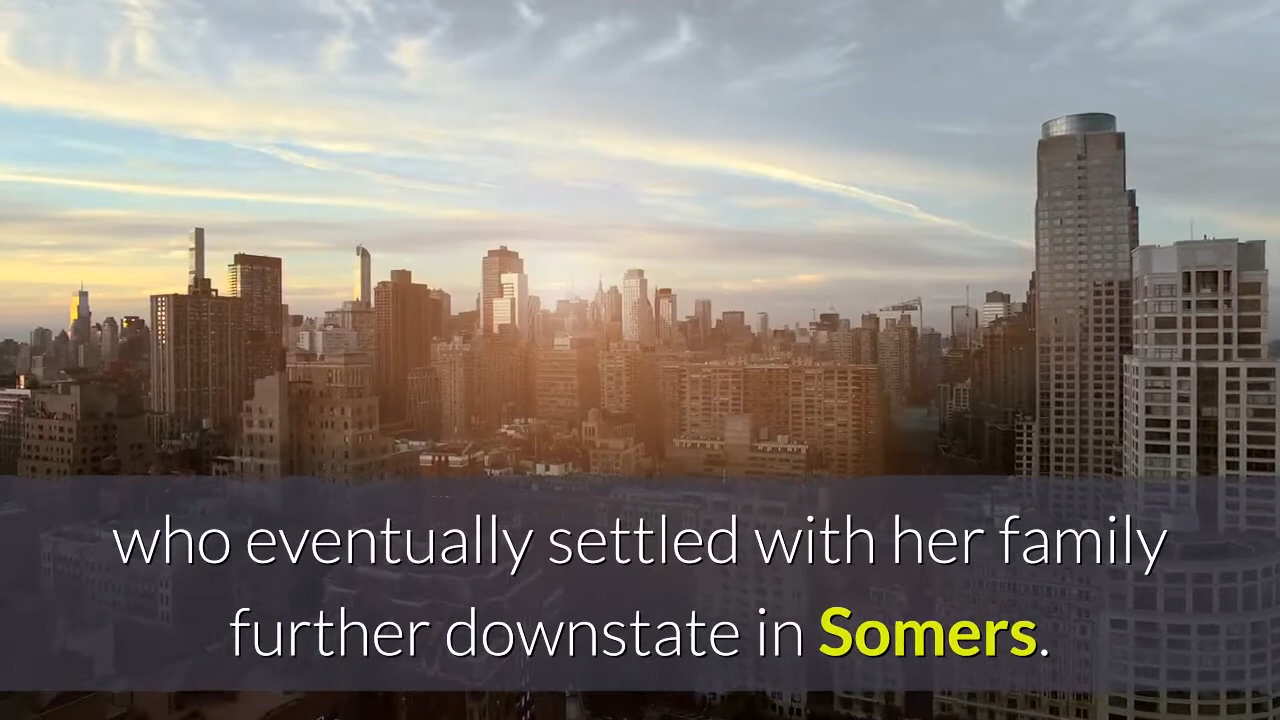 who eventually settled with her family
further downstate in Somers.